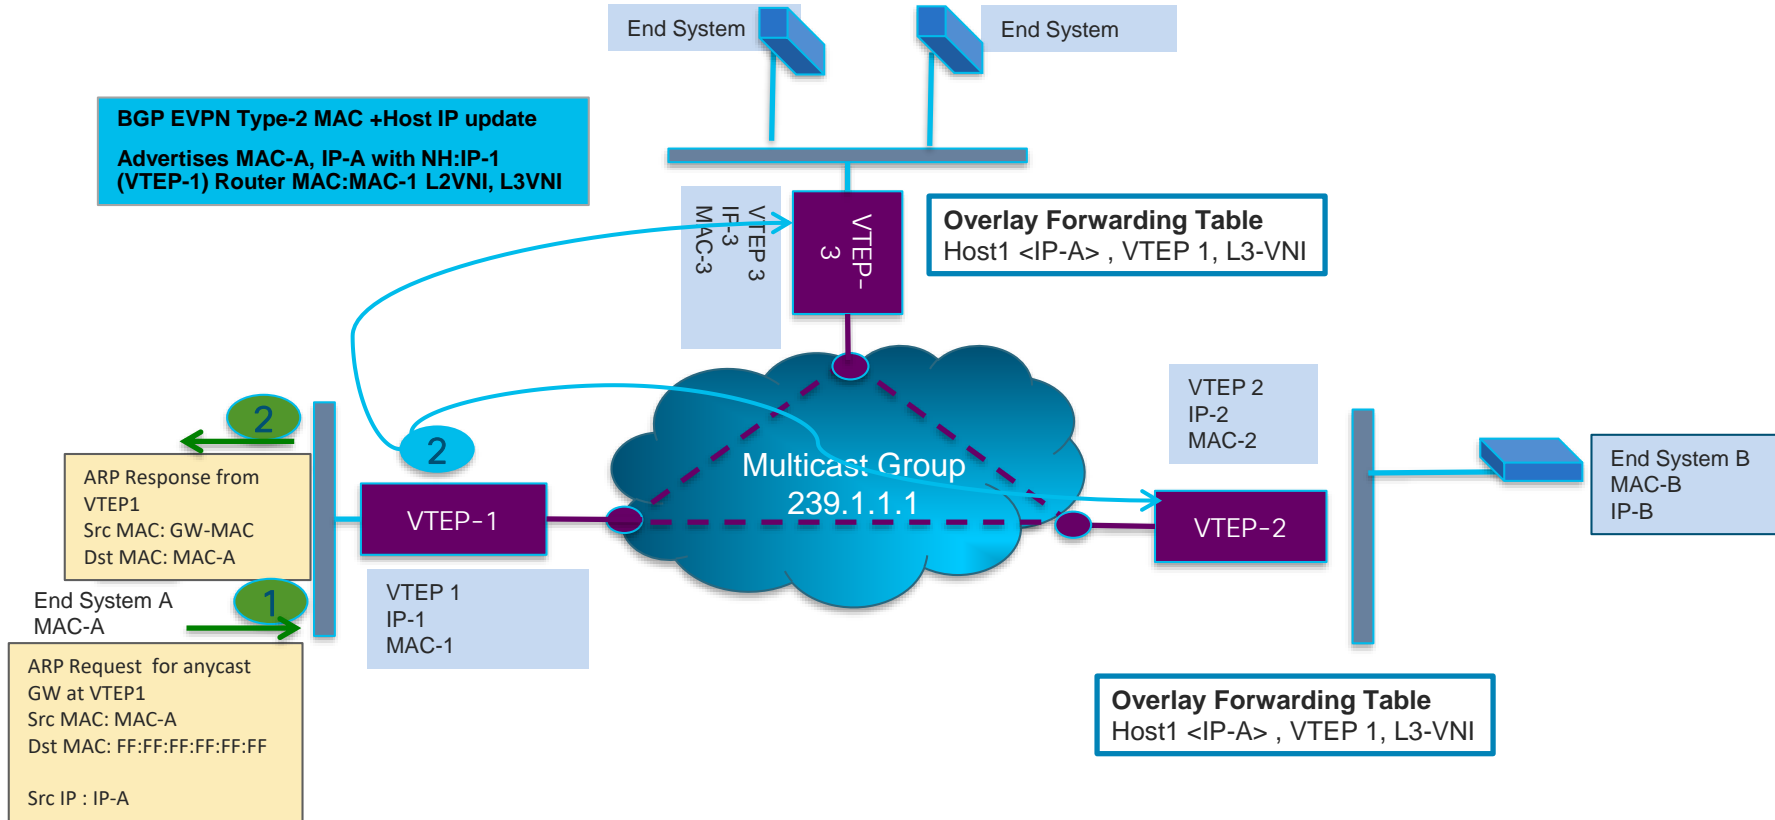 End System
End System
BGP EVPN Type-2 MAC +Host IP update
Advertises MAC-A, IP-A with NH:IP-1
(VTEP-1) Router MAC:MAC-1 L2VNI, L3VNI
VTEP 3
IP-3
MAC-3
VTEP-
3
Overlay Forwarding Table
Host1 <IP-A> , VTEP 1, L3-VNI
2
ARP Response from
VTEP1
Src MAC: GW-MAC
Dst MAC: MAC-A
2
VTEP-1
Multicast Group
239.1.1.1
VTEP 2
IP-2
MAC-2
VTEP-2
End System B
MAC-B
IP-B
End System A
MAC-A
1
VTEP 1
IP-1
MAC-1
ARP Request  for anycast
GW at VTEP1
Src MAC: MAC-A
Dst MAC: FF:FF:FF:FF:FF:FF
Src IP : IP-A
Overlay Forwarding Table
Host1 <IP-A> , VTEP 1, L3-VNI